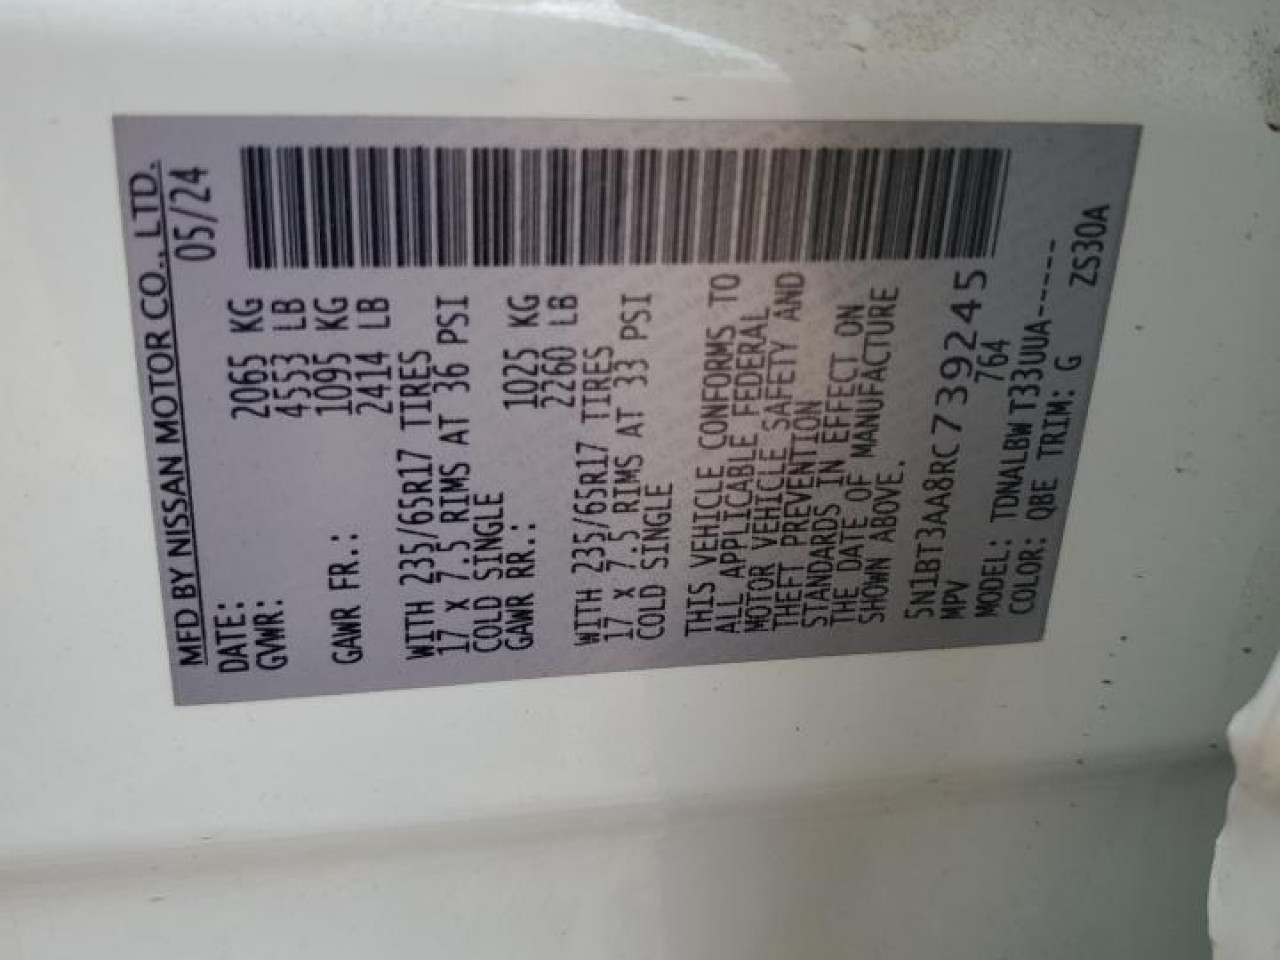 MFD BY NISSAN MOTOR CO., LTD.
DATE: 05/24
GVWR: 2065 KG
4553 LB
GAWR FR.: 1095 KG
2414 LB
WITH 235/65R17 TIRES
17 X 7.5 RIMS AT 36 PSI
COLD SINGLE
GAWR RR.: 1025 KG
2260 LB
WITH 235/65R17 TIRES
17 X 7.5 RIMS AT 33 PSI
COLD SINGLE
THIS VEHICLE CONFORMS TO
ALL APPLICABLE FEDERAL
MOTOR VEHICLE SAFETY AND
THEFT PREVENTION
STANDARDS IN EFFECT ON
THE DATE OF MANUFACTURE
SHOWN ABOVE.
5N1BT3AA8RC739245
MPV 764
MODEL: TDNALBWT33UUA------
COLOR: QBE TRIM: G ZS30A